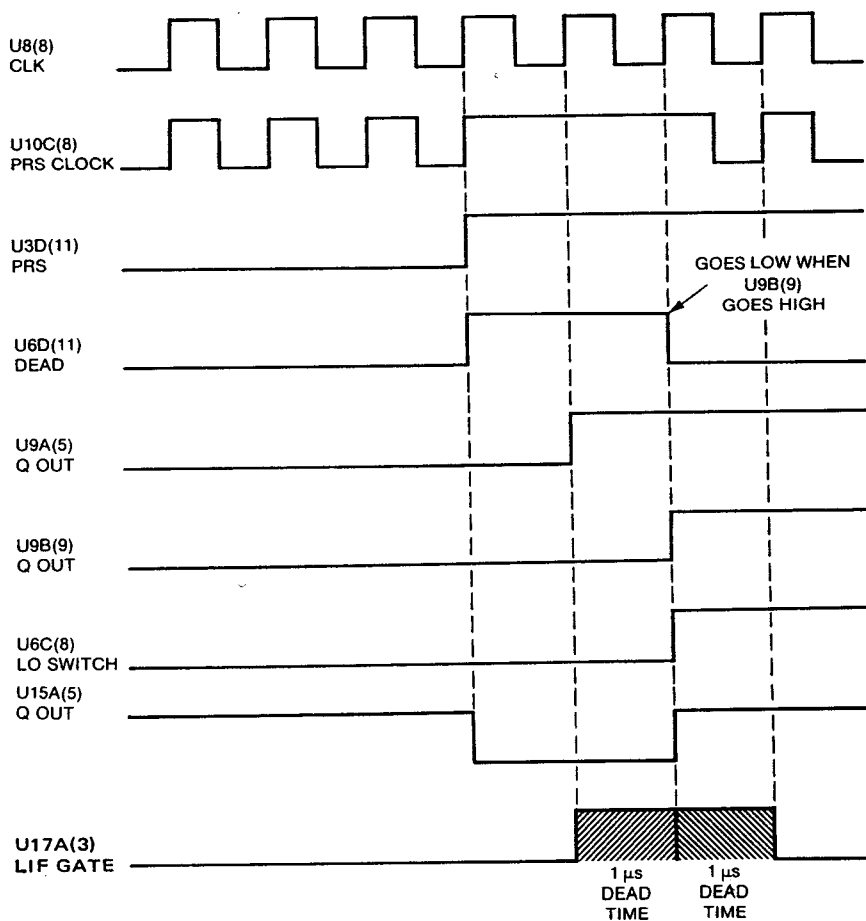 U8(8)
CLK
U10C(8)
PRS CLOCK
U3D(11)
PRS
GOES LOW WHEN
U9B(9)
GOES HIGH
U6D(11)
DEAD
U9A(5)
Q OUT
U9B(9)
Q OUT
U6C(8)
LO SWITCH
U15A(5)
Q OUT
U17A(3)
LIF GATE
1 μs
DEAD
TIME
1 μs
DEAD
TIME